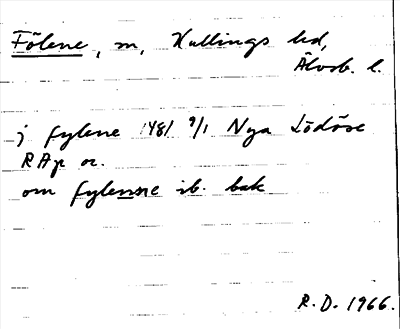 Fölene, m, Kullings hd,
Älvsb. l.
j fylene 1481 9/1 Nya Lödöse
RAp or.
om fylenne ib. bak
R. D. 1966.